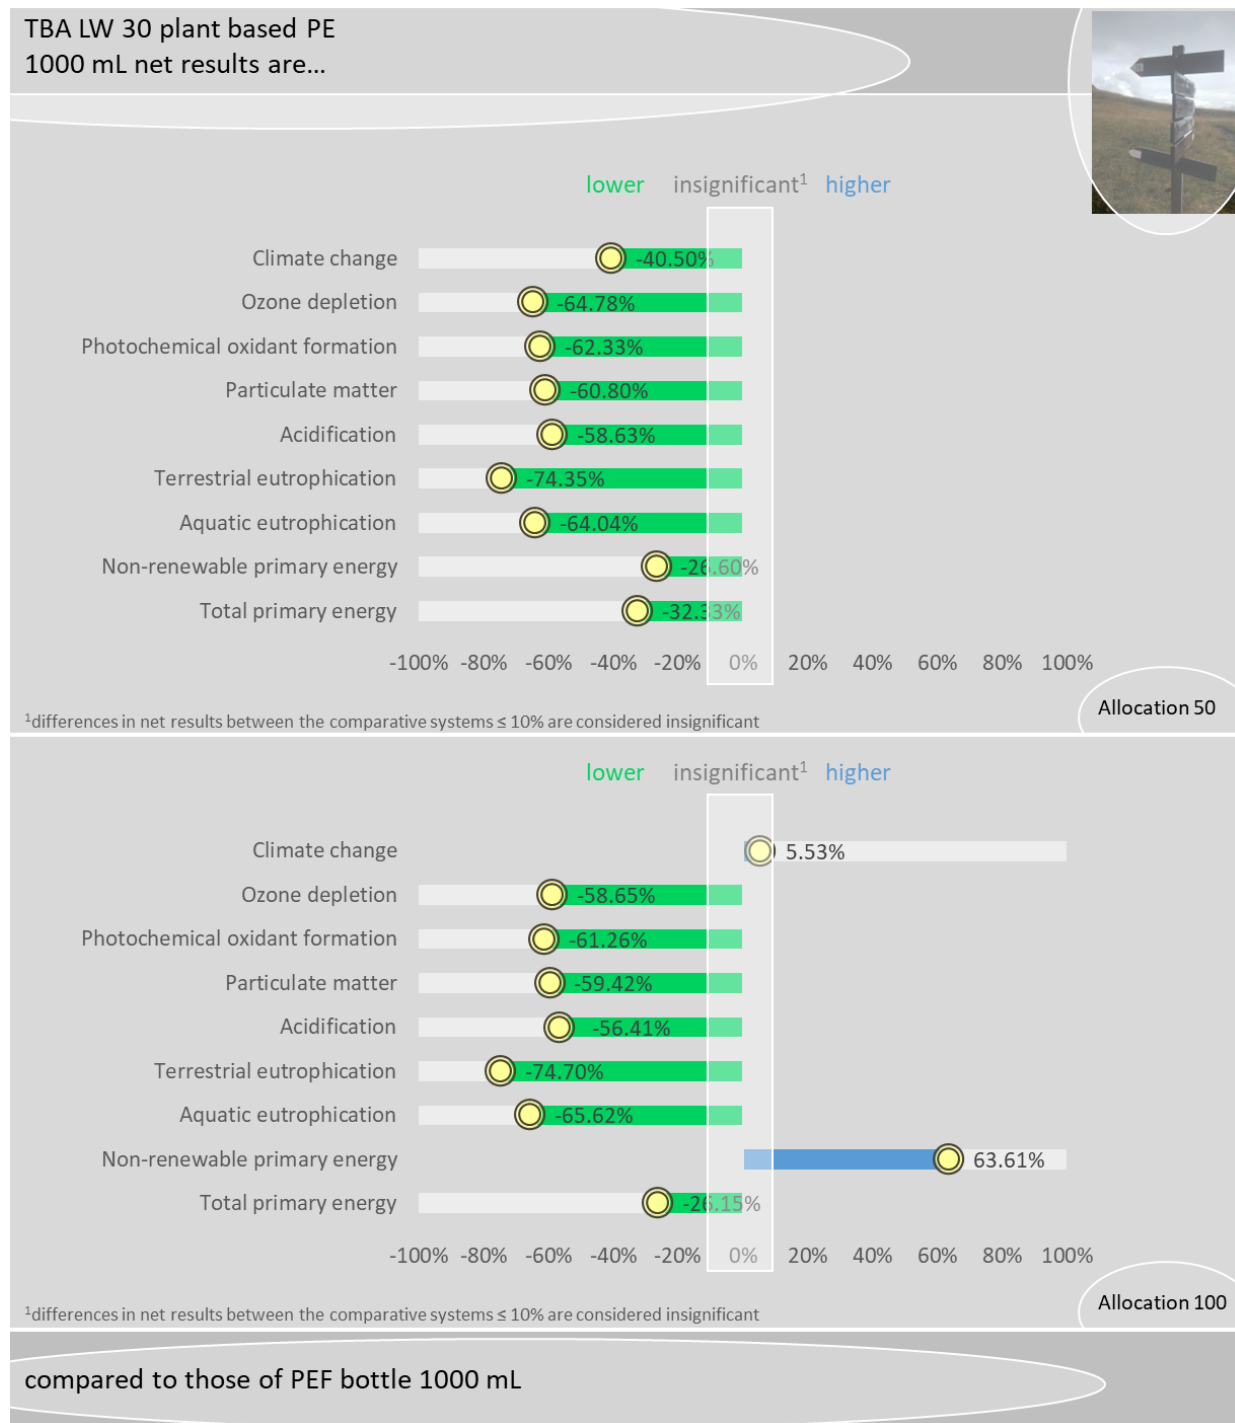 TBA LW 30 plant based PE
1000 mL net results are...
lower insignificant¹ higher
Climate change -40.50%
Ozone depletion -64.78%
Photochemical oxidant formation -62.33%
Particulate matter -60.80%
Acidification -58.63%
Terrestrial eutrophication -74.35%
Aquatic eutrophication -64.04%
Non-renewable primary energy -26.60%
Total primary energy -32.33%
-100% -80% -60% -40% -20% 0% 20% 40% 60% 80% 100%
Allocation 50
¹differences in net results between the comparative systems ≤ 10% are considered insignificant
lower insignificant¹ higher
Climate change 5.53%
Ozone depletion -58.65%
Photochemical oxidant formation -61.26%
Particulate matter -59.42%
Acidification -56.41%
Terrestrial eutrophication -74.70%
Aquatic eutrophication -65.62%
Non-renewable primary energy 63.61%
Total primary energy -26.15%
-100% -80% -60% -40% -20% 0% 20% 40% 60% 80% 100%
Allocation 100
¹differences in net results between the comparative systems ≤ 10% are considered insignificant
compared to those of PEF bottle 1000 mL